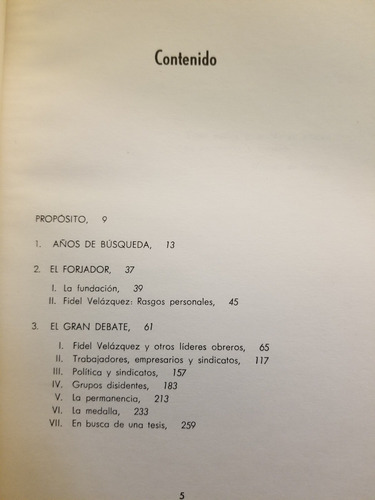 Contenido
PROPÓSITO, 9
1. AÑOS DE BÚSQUEDA, 13
2. EL FORJADOR, 37
I. La fundación, 39
II. Fidel Velázquez: Rasgos personales, 45
3. EL GRAN DEBATE, 61
I. Fidel Velázquez y otros líderes obreros, 65
II. Trabajadores, empresarios y sindicatos, 117
III. Política y sindicatos, 157
IV. Grupos disidentes, 183
V. La permanencia, 213
VI. La medalla, 233
VII. En busca de una tesis, 259
5